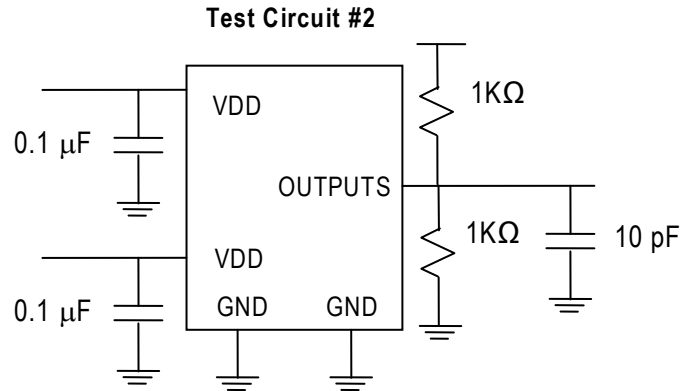 Test Circuit #2
1KΩ
VDD
0.1 μF
OUTPUTS
1KΩ
10 pF
VDD
0.1 μF
GND
GND